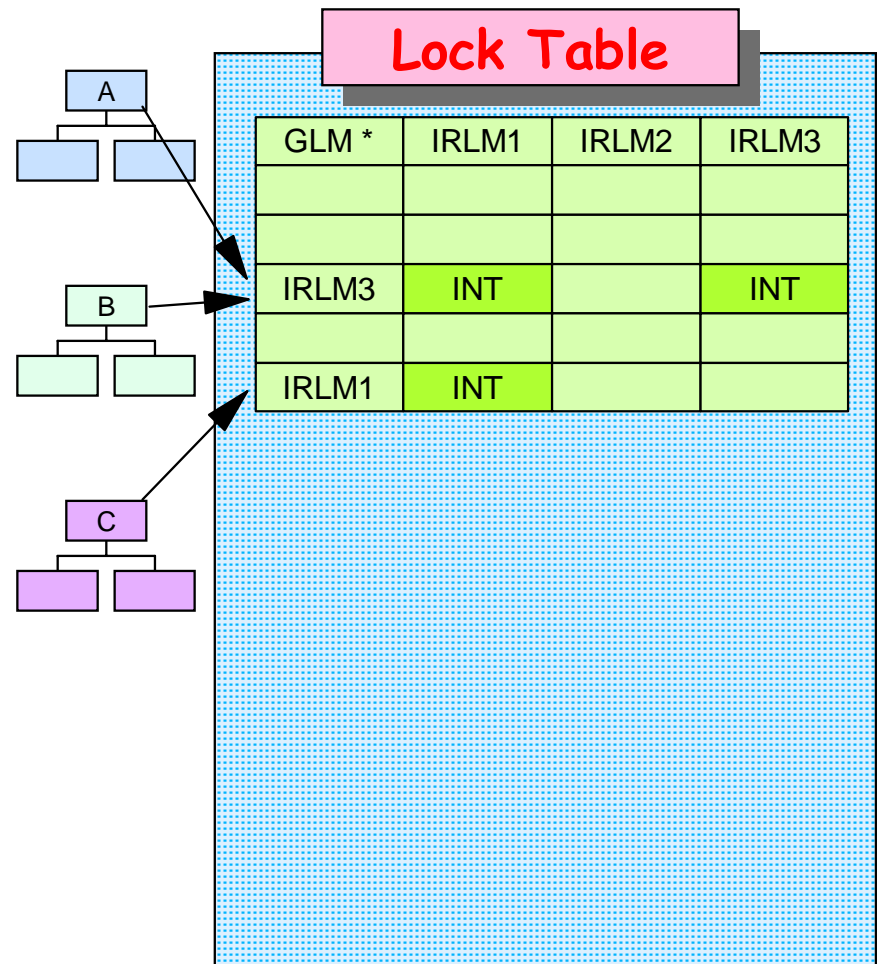 Lock Table
A
GLM * IRLM1 IRLM2 IRLM3
IRLM3 INT INT
B
IRLM1 INT
C